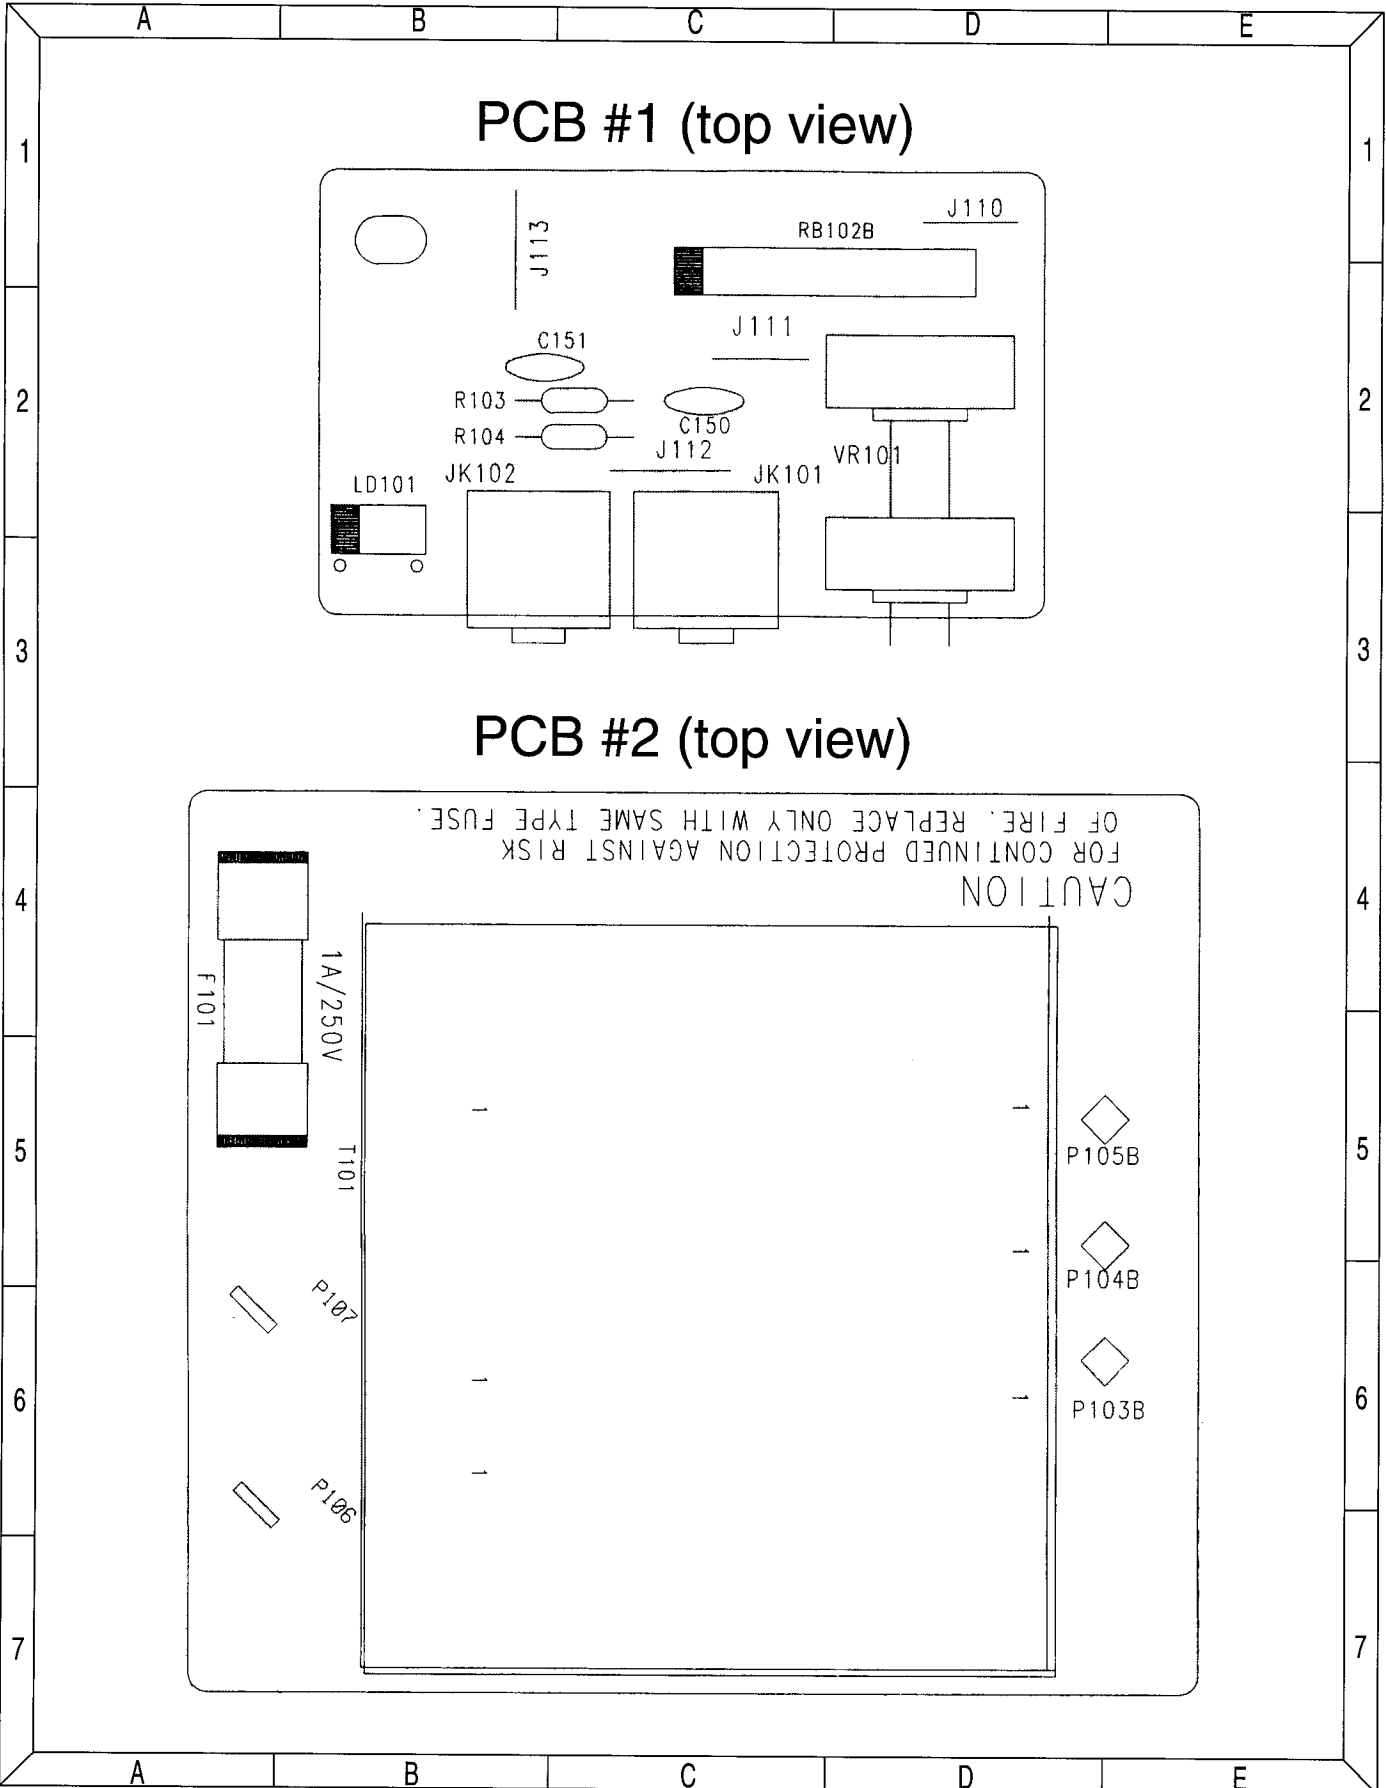 A B C D E
1 1
PCB #1 (top view)
J110
J113
RB102B
J111
C151
2 2
R103
C150
R104
J112
VR101
JK102
JK101
LD101
3 3
PCB #2 (top view)
OF FIRE. REPLACE ONLY WITH SAME TYPE FUSE.
FOR CONTINUED PROTECTION AGAINST RISK
CAUTION
4 4
F101
1A/250V
5 5
T101
P105B
P104B
P107
6 6
P103B
P106
7 7
A B C D E